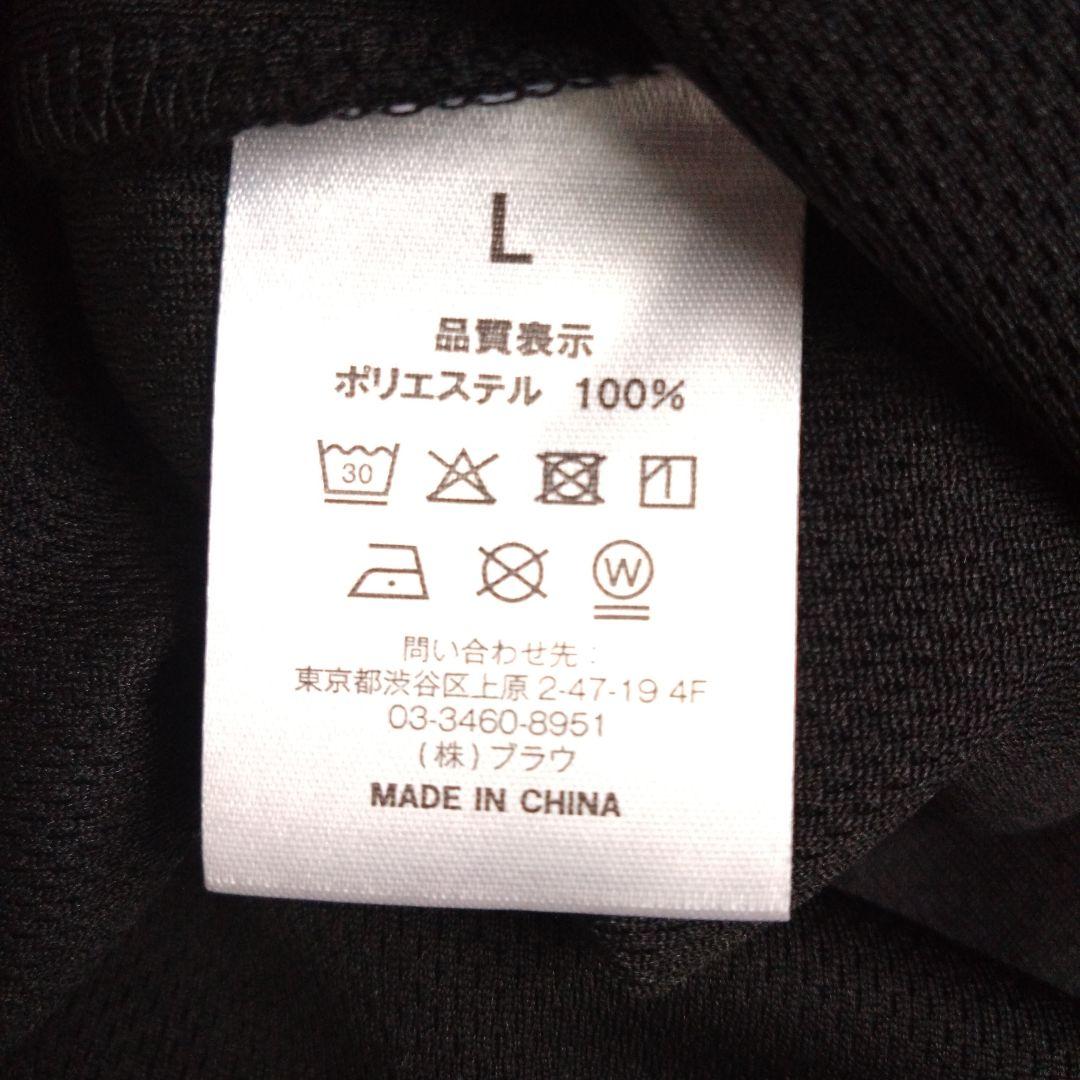 L
品質表示
ポリエステル 100%
30
W
問い合わせ先:
東京都渋谷区上原 2-47-19 4F
03-3460-8951
(株)ブラウ
MADE IN CHINA